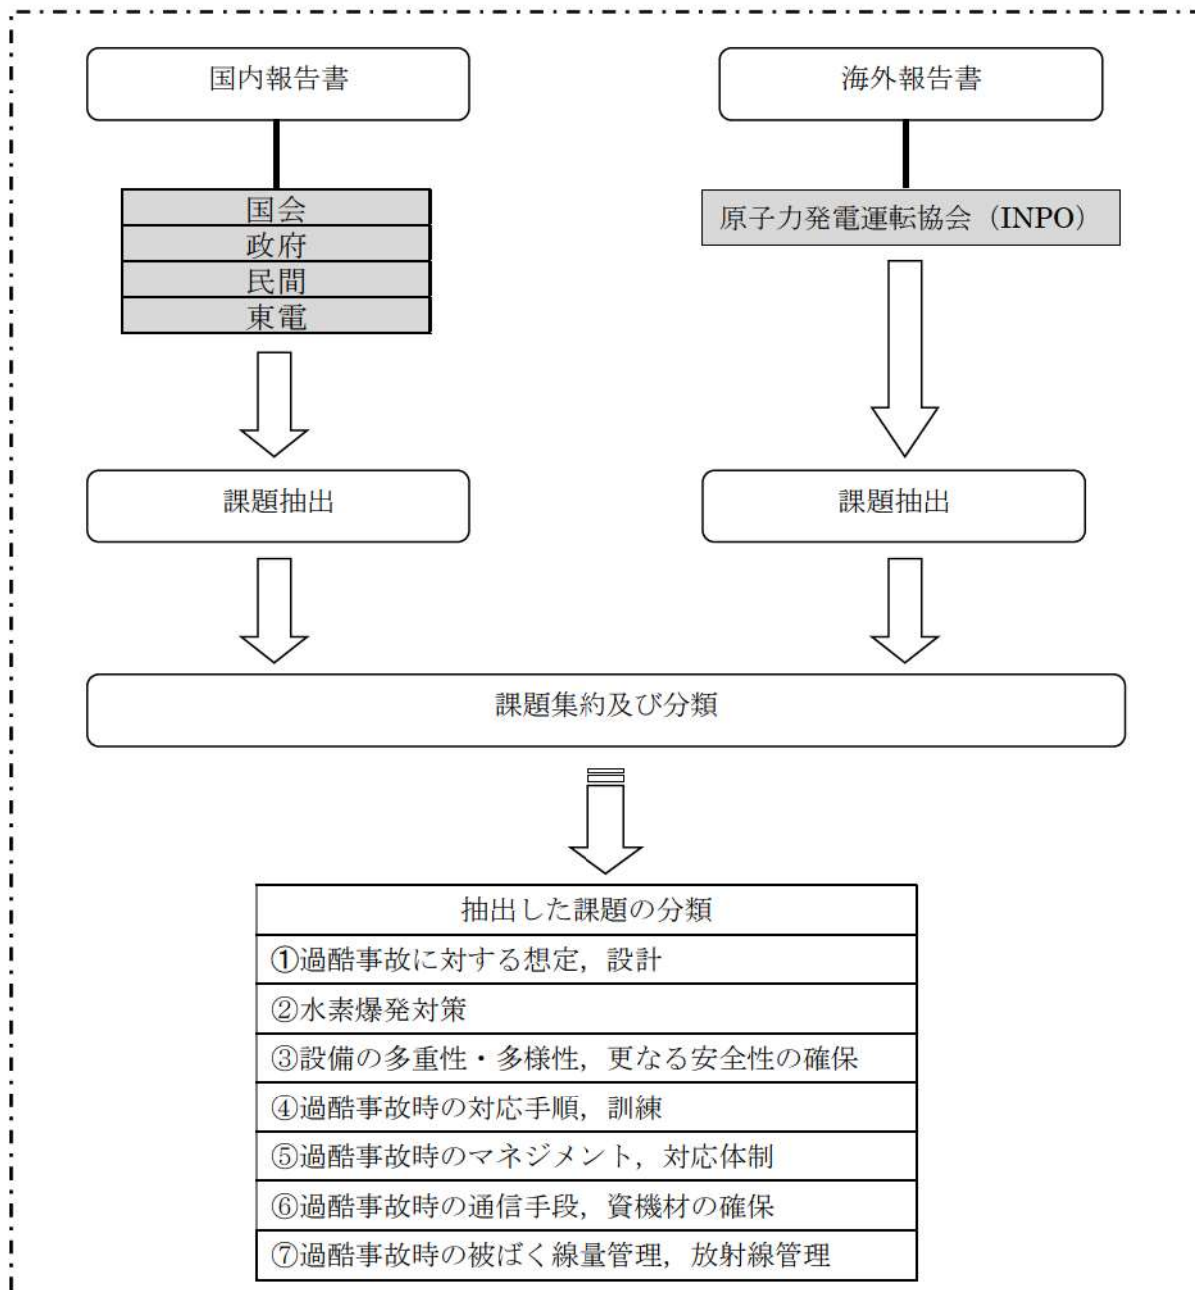 国内報告書
海外報告書
国会
政府
民間
東電
原子力発電運転協会（INPO）
課題抽出
課題抽出
課題集約及び分類
抽出した課題の分類
①過酷事故に対する想定，設計
②水素爆発対策
③設備の多重性・多様性，更なる安全性の確保
④過酷事故時の対応手順，訓練
⑤過酷事故時のマネジメント，対応体制
⑥過酷事故時の通信手段，資機材の確保
⑦過酷事故時の被ばく線量管理，放射線管理